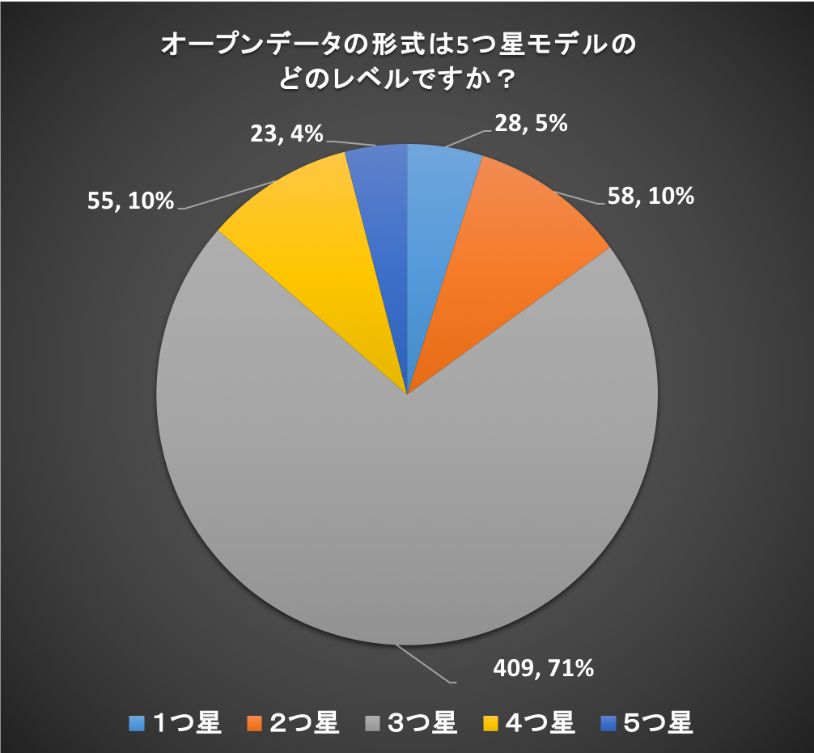 オープンデータの形式は5つ星モデルの
どのレベルですか？
23, 4%
28, 5%
55, 10%
58, 10%
409, 71%
１つ星 ２つ星 ３つ星 ４つ星 ５つ星